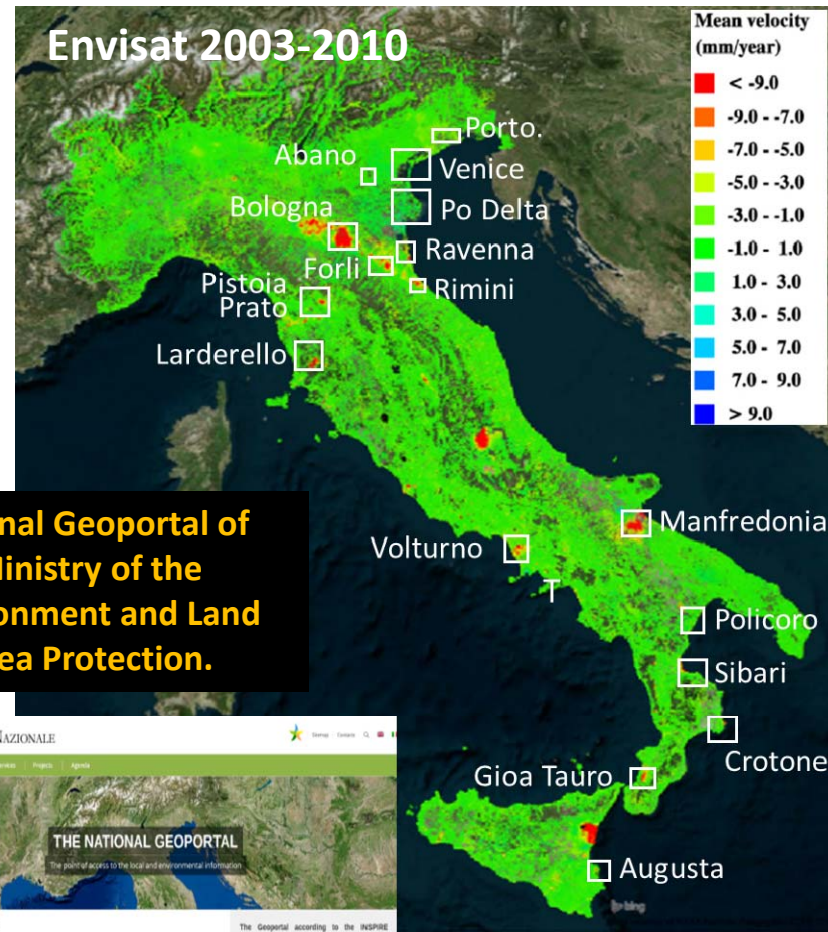 Envisat 2003-2010
Mean velocity
(mm/year)
< -9.0
-9.0 - -7.0
-7.0 - -5.0
-5.0 - -3.0
-3.0 - -1.0
-1.0 - 1.0
1.0 - 3.0
3.0 - 5.0
5.0 - 7.0
7.0 - 9.0
> 9.0
Porto.
Abano
Venice
Bologna
Po Delta
Ravenna
Forli
Rimini
Pistoia
Prato
Larderello
Manfredonia
Volturno
T
Policoro
Sibari
Crotone
Gioa Tauro
Augusta
bing
nal Geoportal of
inistry of the
onment and Land
ea Protection.
NAZIONALE
Sitemap Contacts
Projects Agenda
THE NATIONAL GEOPORTAL
The point of access to the local and environmental information
The Geoportal according to the INSPIRE